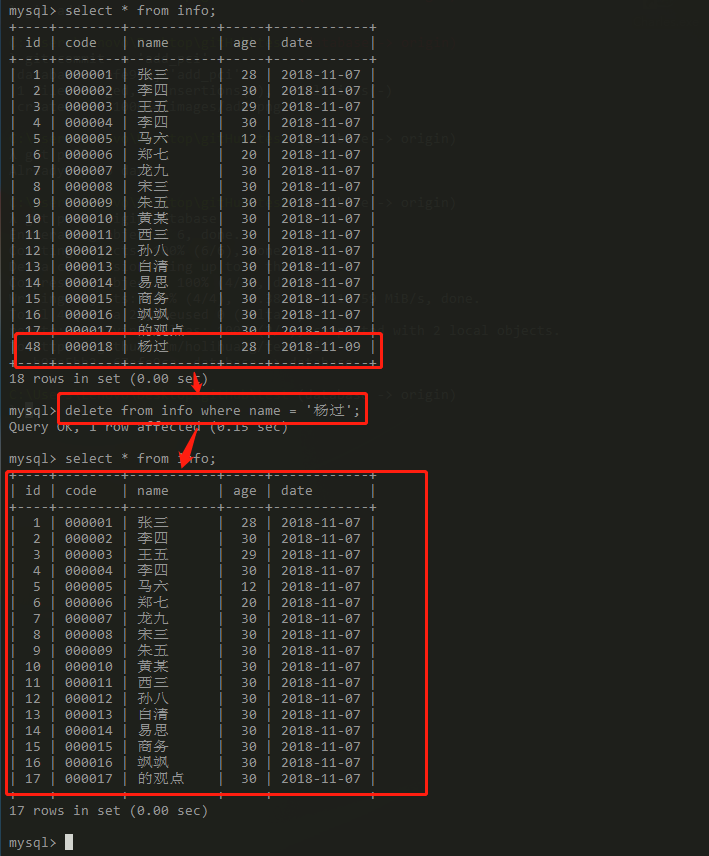 mysql> select * from info;
+----+--------+-----------+-----+------------+
| id | code | name | age | date |
+----+--------+-----------+-----+------------+
| 1 | 000001 | 张三 | 28 | 2018-11-07 |
| 2 | 000002 | 李四 | 30 | 2018-11-07 |
| 3 | 000003 | 王五 | 29 | 2018-11-07 |
| 4 | 000004 | 李四 | 30 | 2018-11-07 |
| 5 | 000005 | 马六 | 12 | 2018-11-07 |
| 6 | 000006 | 郑七 | 20 | 2018-11-07 |
| 7 | 000007 | 龙九 | 30 | 2018-11-07 |
| 8 | 000008 | 宋三 | 30 | 2018-11-07 |
| 9 | 000009 | 朱五 | 30 | 2018-11-07 |
| 10 | 000010 | 黄某 | 30 | 2018-11-07 |
| 11 | 000011 | 西三 | 30 | 2018-11-07 |
| 12 | 000012 | 孙八 | 30 | 2018-11-07 |
| 13 | 000013 | 自清 | 30 | 2018-11-07 |
| 14 | 000014 | 易思 | 30 | 2018-11-07 |
| 15 | 000015 | 商务 | 30 | 2018-11-07 |
| 16 | 000016 | 飒飒 | 30 | 2018-11-07 |
| 17 | 000017 | 的观点 | 30 | 2018-11-07 |
| 48 | 000018 | 杨过 | 28 | 2018-11-09 |
+----+--------+-----------+-----+------------+
18 rows in set (0.00 sec)
mysql> delete from info where name = '杨过';
Query OK, 1 row affected (0.15 sec)
mysql> select * from info;
+----+--------+-----------+-----+------------+
| id | code | name | age | date |
+----+--------+-----------+-----+------------+
| 1 | 000001 | 张三 | 28 | 2018-11-07 |
| 2 | 000002 | 李四 | 30 | 2018-11-07 |
| 3 | 000003 | 王五 | 29 | 2018-11-07 |
| 4 | 000004 | 李四 | 30 | 2018-11-07 |
| 5 | 000005 | 马六 | 12 | 2018-11-07 |
| 6 | 000006 | 郑七 | 20 | 2018-11-07 |
| 7 | 000007 | 龙九 | 30 | 2018-11-07 |
| 8 | 000008 | 宋三 | 30 | 2018-11-07 |
| 9 | 000009 | 朱五 | 30 | 2018-11-07 |
| 10 | 000010 | 黄某 | 30 | 2018-11-07 |
| 11 | 000011 | 西三 | 30 | 2018-11-07 |
| 12 | 000012 | 孙八 | 30 | 2018-11-07 |
| 13 | 000013 | 自清 | 30 | 2018-11-07 |
| 14 | 000014 | 易思 | 30 | 2018-11-07 |
| 15 | 000015 | 商务 | 30 | 2018-11-07 |
| 16 | 000016 | 飒飒 | 30 | 2018-11-07 |
| 17 | 000017 | 的观点 | 30 | 2018-11-07 |
+----+--------+-----------+-----+------------+
17 rows in set (0.00 sec)
mysql>